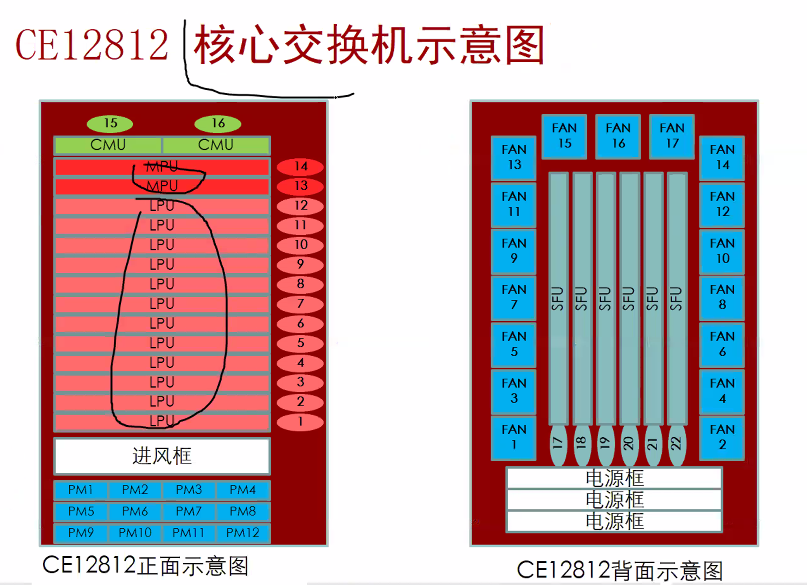 CE12812 核心交换机示意图
15 16
CMU CMU
MPU 14
MPU 13
LPU 12
LPU 11
LPU 10
LPU 9
LPU 8
LPU 7
LPU 6
LPU 5
LPU 4
LPU 3
LPU 2
LPU 1
进风框
PM1 PM2 PM3 PM4
PM5 PM6 PM7 PM8
PM9 PM10 PM11 PM12
CE12812正面示意图
FAN 15 FAN 16 FAN 17
FAN 13 FAN 14
FAN 11 FAN 12
FAN 9 FAN 10
FAN 7 FAN 8
FAN 5 FAN 6
FAN 3 FAN 4
FAN 1 FAN 2
SFU SFU SFU SFU SFU SFU
17 18 19 20 21 22
电源框
电源框
电源框
CE12812背面示意图